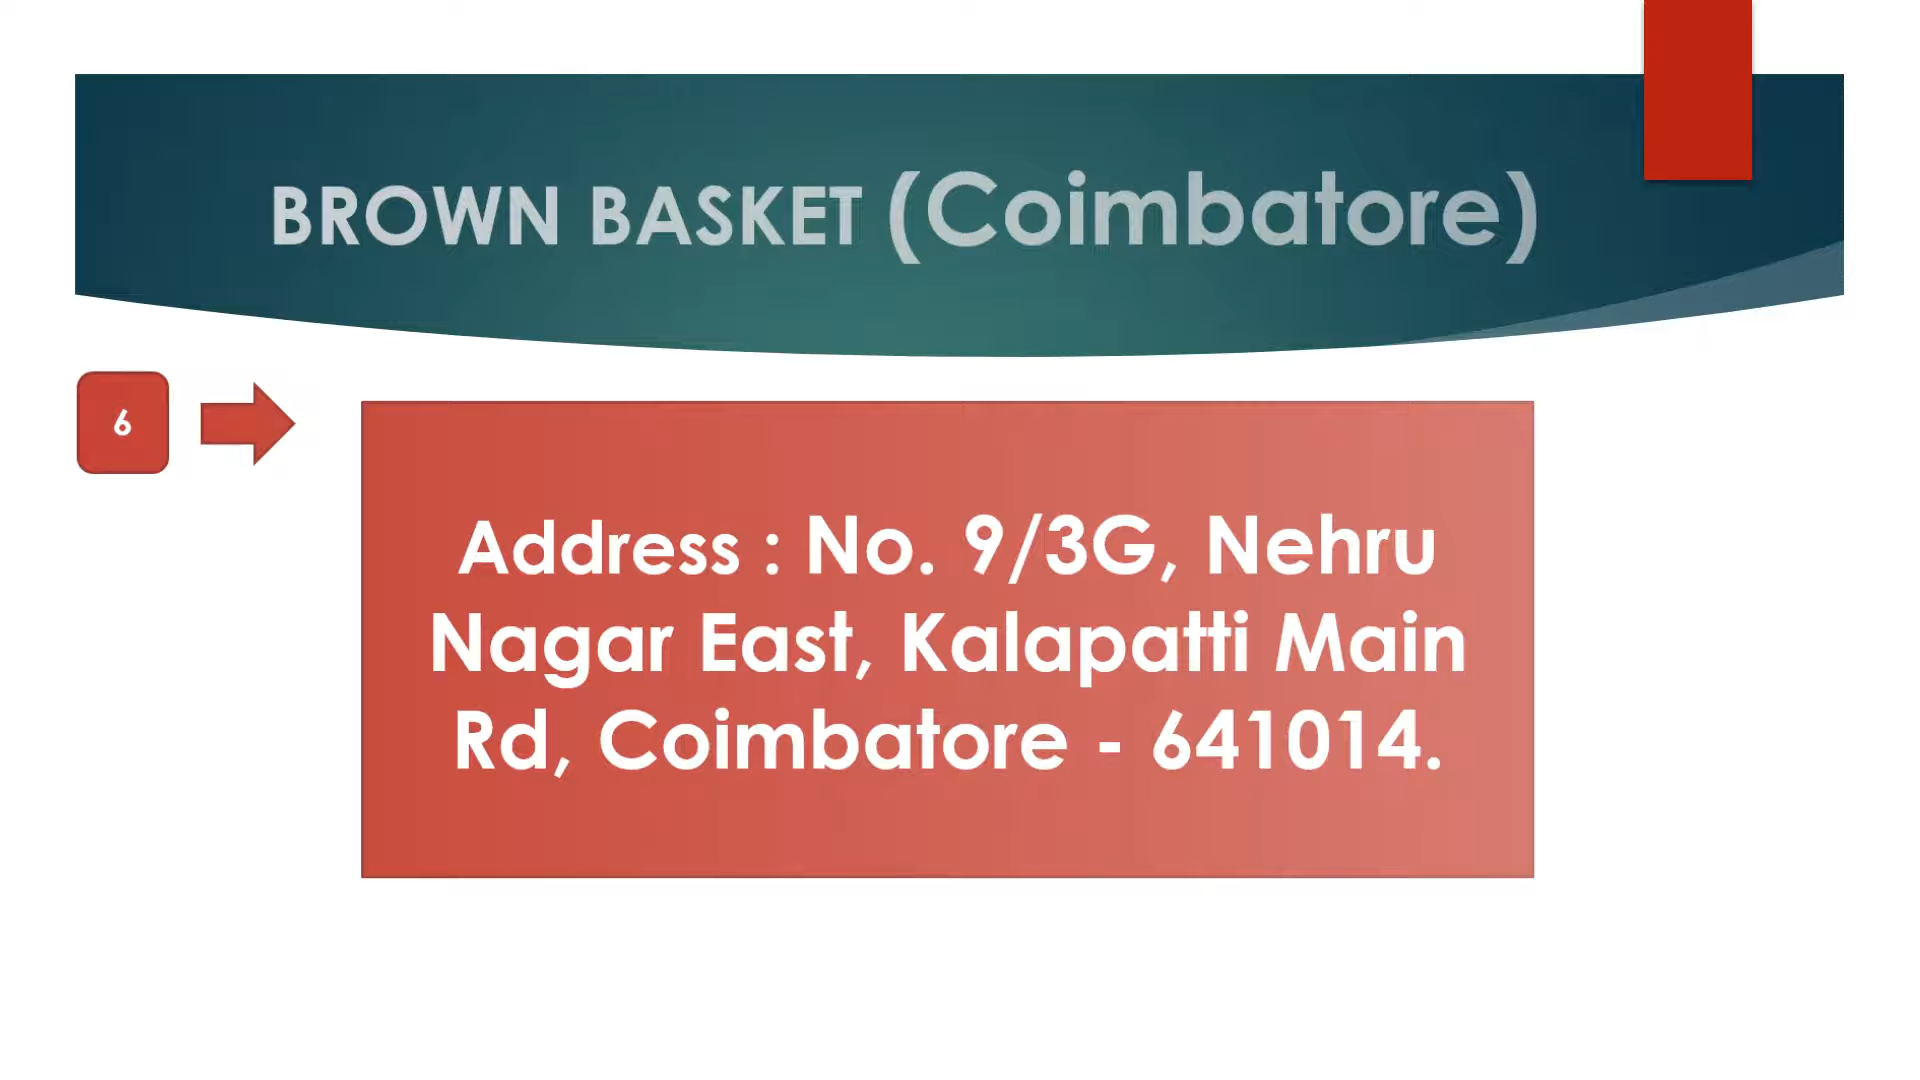 BROWN BASKET (Coimbatore)
6
Address : No. 9/3G, Nehru
Nagar East, Kalapatti Main
Rd, Coimbatore - 641014.